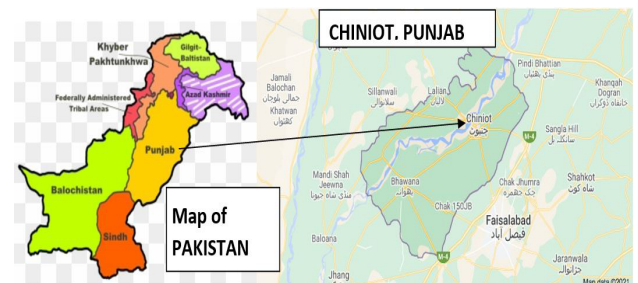 Gilgit-
Baltistan
Khyber
Pakhtunkhwa
Azad Kashmir
Federally Administered
Tribal Areas
Punjab
Balochistan
Sindh
Map of
PAKISTAN
CHINIOT. PUNJAB
Pindi Bhattian
پنڈی بھٹیاں
Jamali
Balochan
جمالی بلوچاں
Khatwan
کھٹواں
Sillanwali
سلانوالی
Lalian
لالیاں
Khanqah
Dogran
خانقاہ ڈوگراں
Chiniot
چنیوٹ
M-4
Sangla Hill
سانگلہ ہل
Mandi Shah
Jeewna
منڈی شاہ جیونا
Bhawana
بھوانہ
Chak Jhumra
چک جھمرہ
Shahkot
شاہ کوٹ
Chak 150JB
Faisalabad
فیصل آباد
Baloana
Jaranwala
جڑانوالہ
M-4
Jhang
Map data ©2021